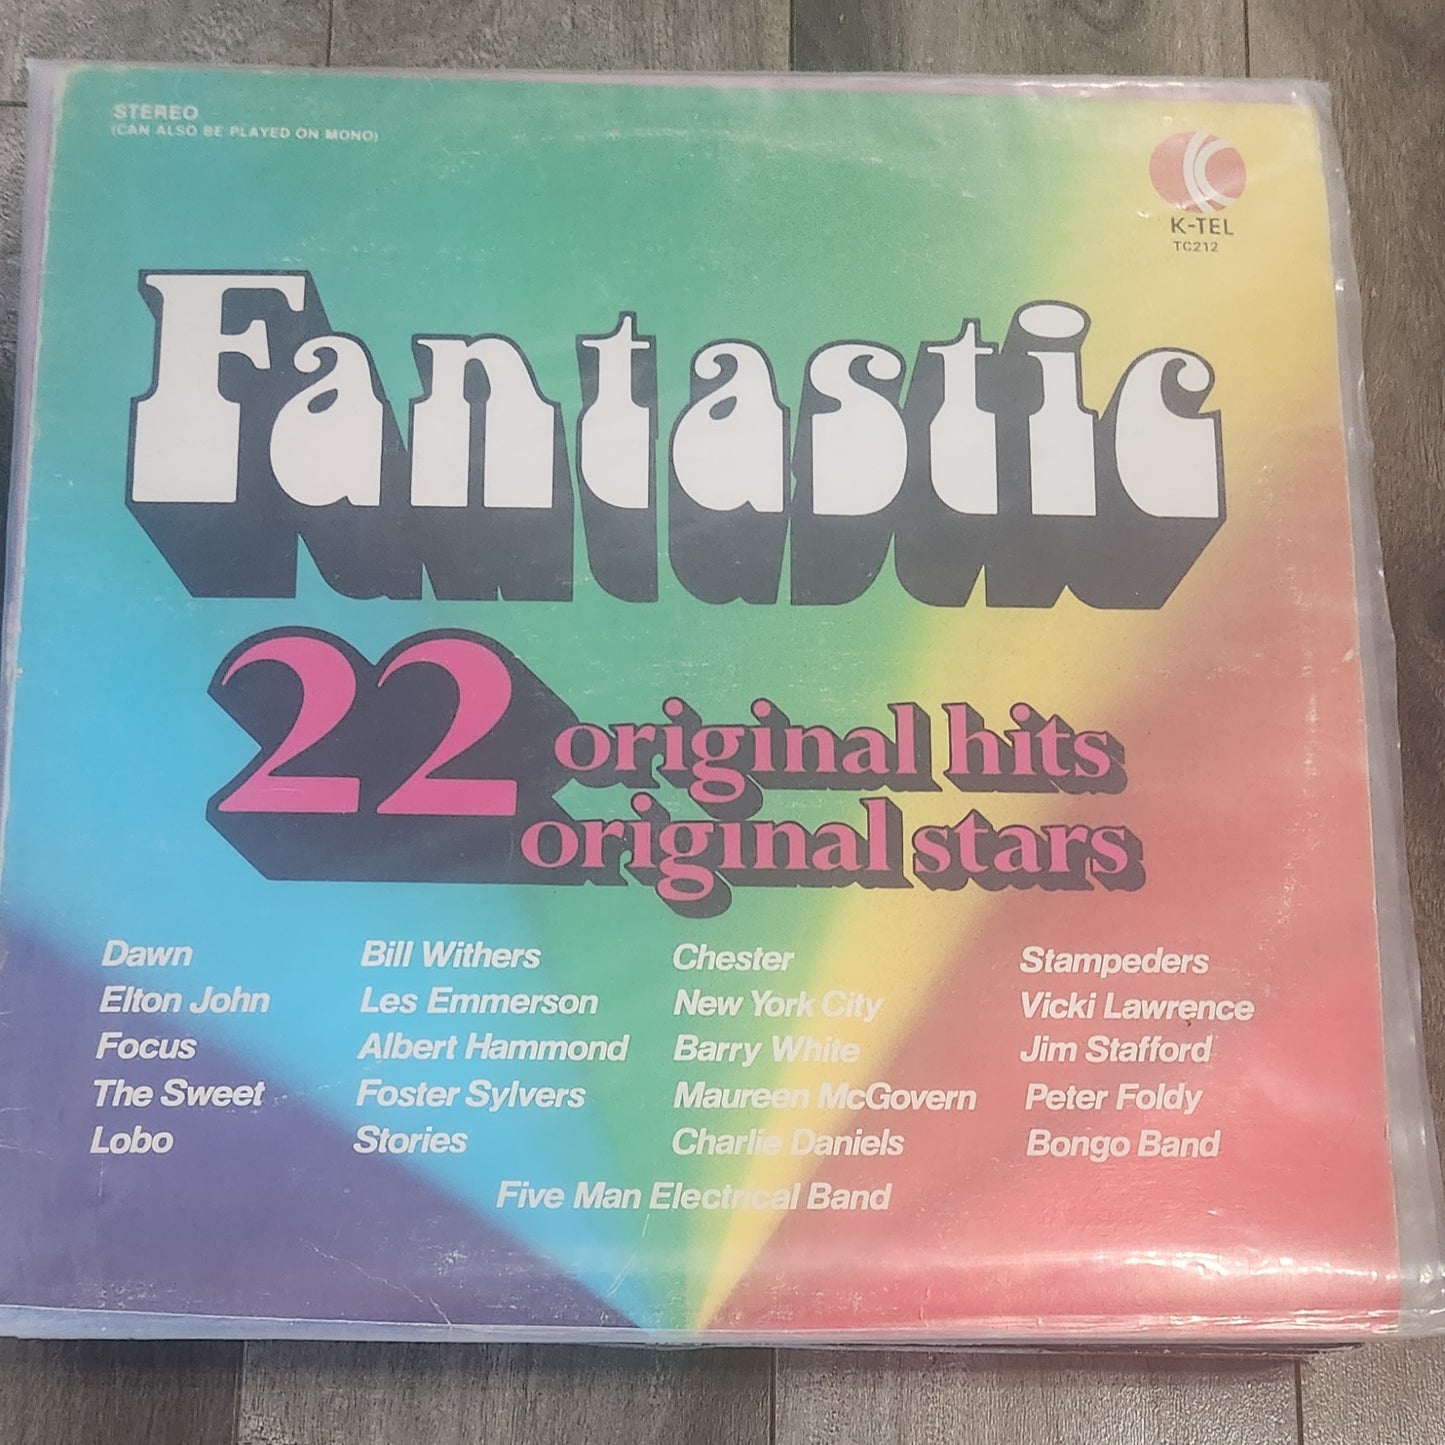 STEREO
(CAN ALSO BE PLAYED ON MONO)
K-TEL
TC212
Fantastic
22 original hits
original stars
Dawn
Elton John
Focus
The Sweet
Lobo
Bill Withers
Les Emmerson
Albert Hammond
Foster Sylvers
Stories
Chester
New York City
Barry White
Maureen McGovern
Charlie Daniels
Stampeders
Vicki Lawrence
Jim Stafford
Peter Foldy
Bongo Band
Five Man Electrical Band